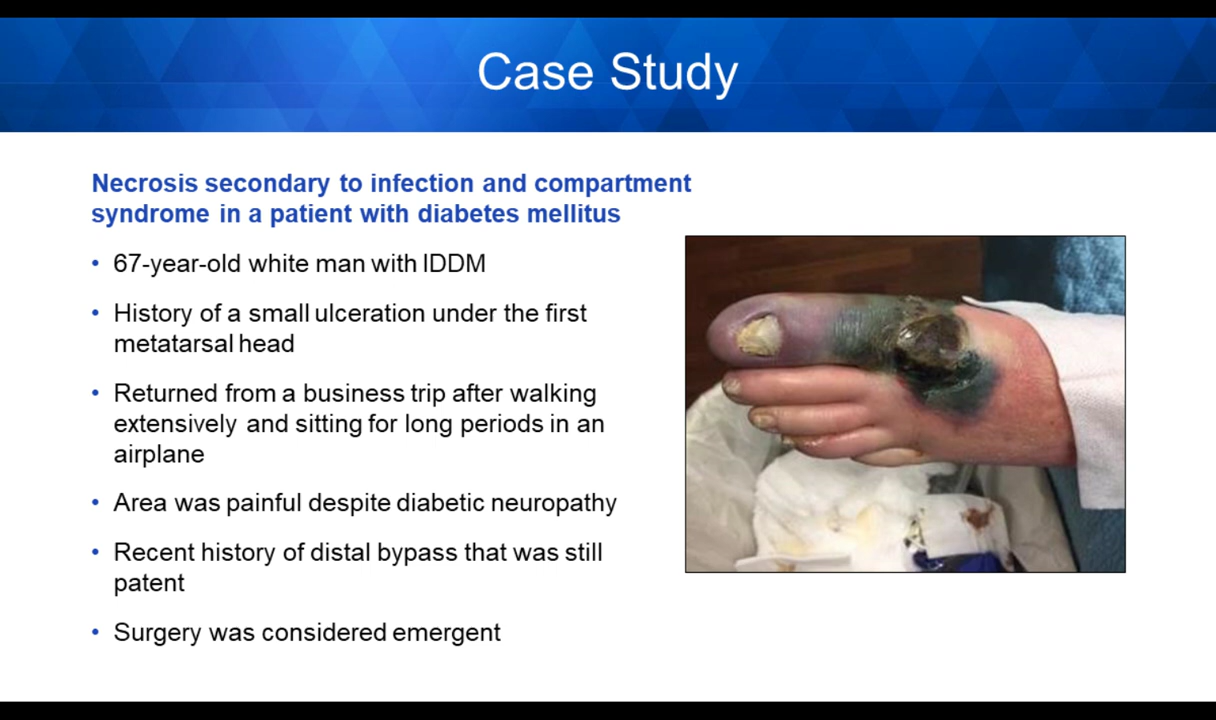 Case Study
Necrosis secondary to infection and compartment
syndrome in a patient with diabetes mellitus
• 67-year-old white man with IDDM
• History of a small ulceration under the first
metatarsal head
• Returned from a business trip after walking
extensively and sitting for long periods in an
airplane
• Area was painful despite diabetic neuropathy
• Recent history of distal bypass that was still
patent
• Surgery was considered emergent